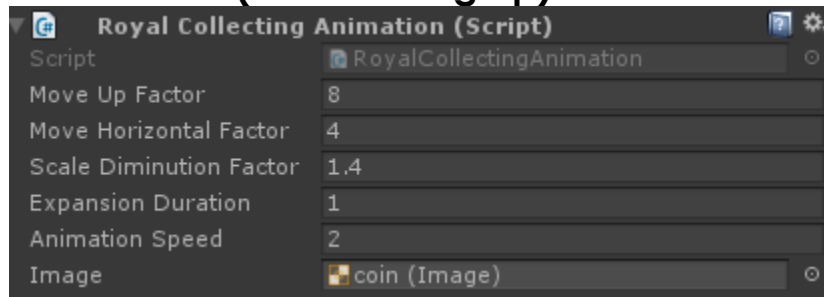 Royal Collecting Animation (Script)
Script RoyalCollectingAnimation
Move Up Factor 8
Move Horizontal Factor 4
Scale Diminution Factor 1.4
Expansion Duration 1
Animation Speed 2
Image coin (Image)